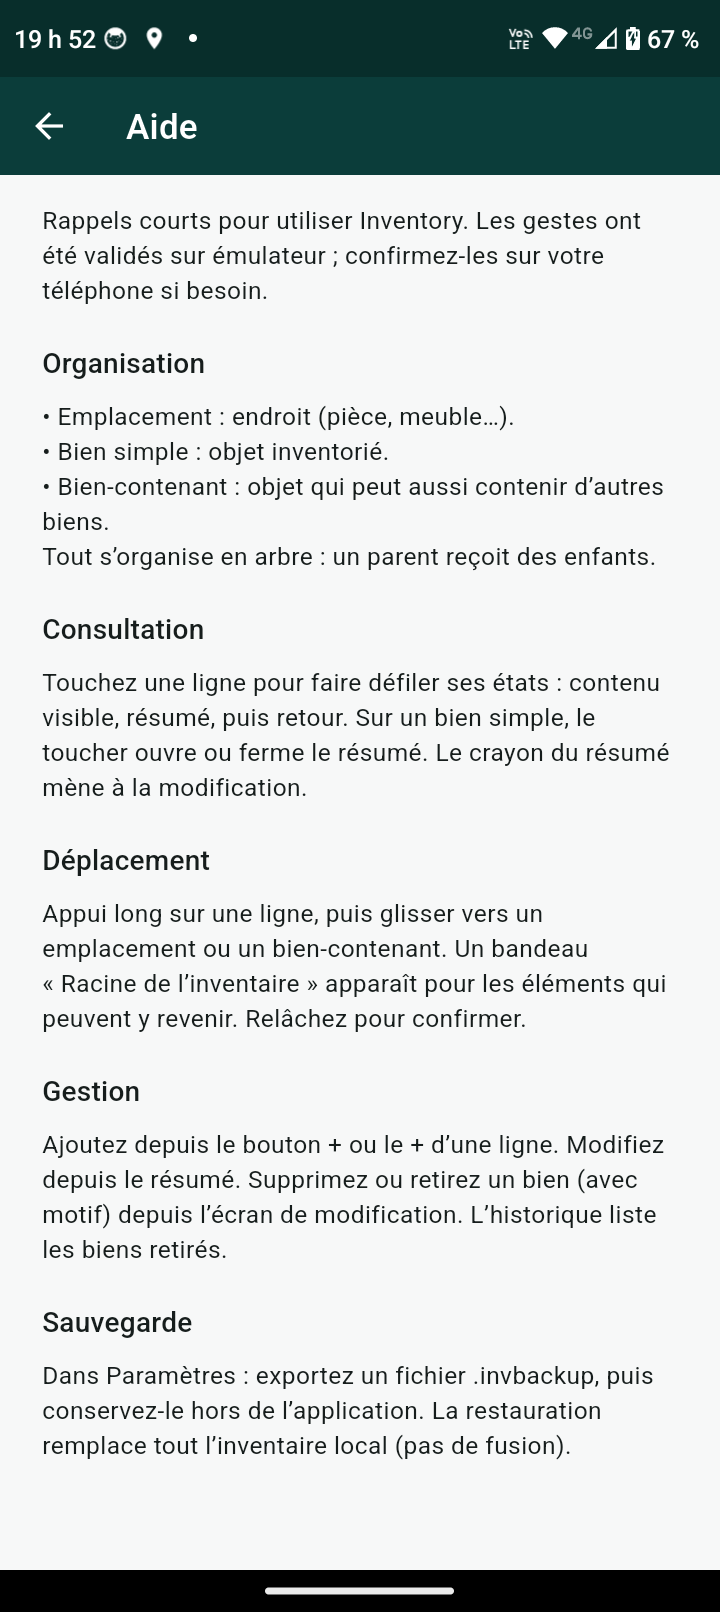 19 h 52
Vo LTE 4G 67 %
Aide
Rappels courts pour utiliser Inventory. Les gestes ont
été validés sur émulateur ; confirmez-les sur votre
téléphone si besoin.
Organisation
• Emplacement : endroit (pièce, meuble…).
• Bien simple : objet inventorié.
• Bien-contenant : objet qui peut aussi contenir d’autres
biens.
Tout s’organise en arbre : un parent reçoit des enfants.
Consultation
Touchez une ligne pour faire défiler ses états : contenu
visible, résumé, puis retour. Sur un bien simple, le
toucher ouvre ou ferme le résumé. Le crayon du résumé
mène à la modification.
Déplacement
Appui long sur une ligne, puis glisser vers un
emplacement ou un bien-contenant. Un bandeau
« Racine de l’inventaire » apparaît pour les éléments qui
peuvent y revenir. Relâchez pour confirmer.
Gestion
Ajoutez depuis le bouton + ou le + d’une ligne. Modifiez
depuis le résumé. Supprimez ou retirez un bien (avec
motif) depuis l’écran de modification. L’historique liste
les biens retirés.
Sauvegarde
Dans Paramètres : exportez un fichier .invbackup, puis
conservez-le hors de l’application. La restauration
remplace tout l’inventaire local (pas de fusion).